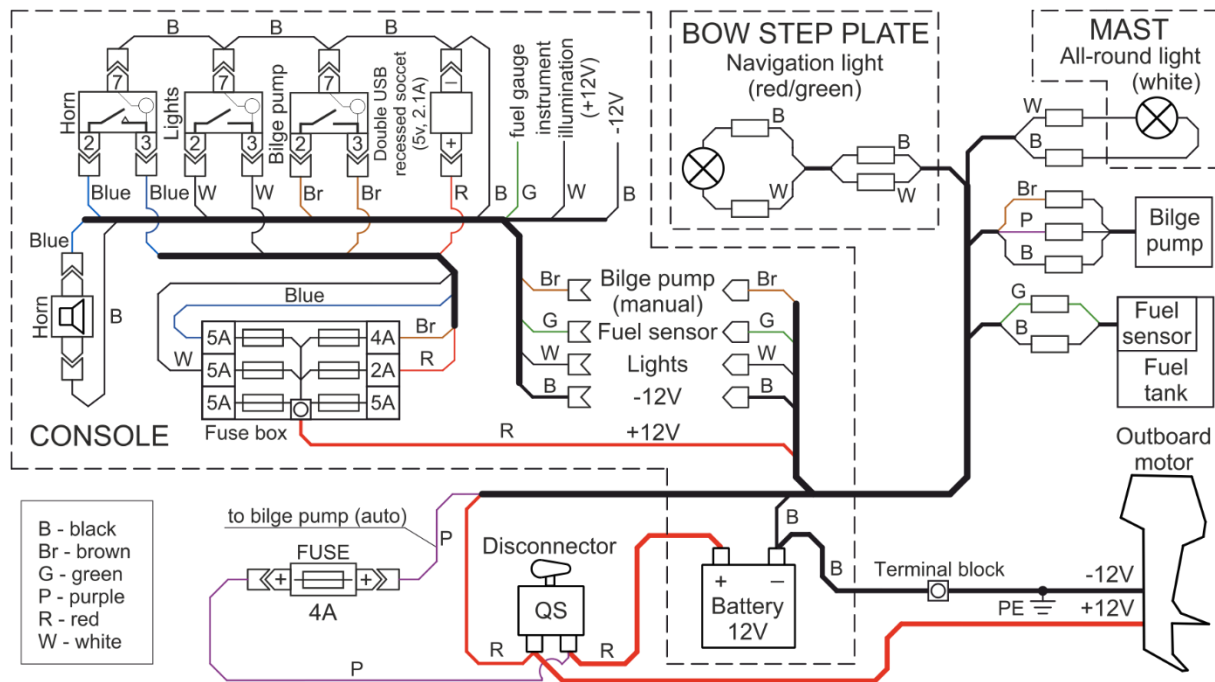 B
B
B
7
7
7
–
Horn
Lights
Bilge pump
Double USB
recessed soccet
(5v, 2.1A)
2
3
2
3
2
3
+
Blue
Blue
W
W
Br
Br
R
B
G
W
B
fuel gauge
instrument
illumination
(+12V)
-12V
Blue
Horn
B
Blue
W
5A
5A
5A
4A
2A
5A
Br
R
Fuse box
CONSOLE
R
+12V
Br
Bilge pump
(manual)
Br
G
Fuel sensor
G
W
Lights
W
B
-12V
B
BOW STEP PLATE
Navigation light
(red/green)
B
W
B
W
MAST
All-round light
(white)
W
B
Br
P
B
Bilge
pump
G
B
Fuel
sensor
Fuel
tank
Outboard
motor
B - black
Br - brown
G - green
P - purple
R - red
W - white
to bilge pump (auto)
P
FUSE
+
+
4A
P
Disconnector
QS
R
R
B
+
–
Battery
12V
B
Terminal block
PE
-12V
+12V